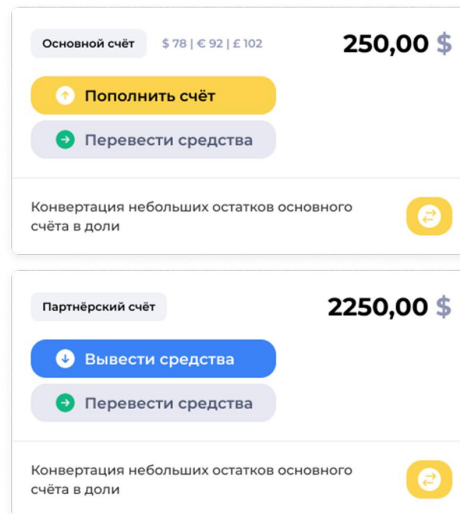 Основной счёт $ 78 | € 92 | £ 102 250,00 $
Пополнить счёт
Перевести средства
Конвертация небольших остатков основного
счёта в доли
Партнёрский счёт 2250,00 $
Вывести средства
Перевести средства
Конвертация небольших остатков основного
счёта в доли